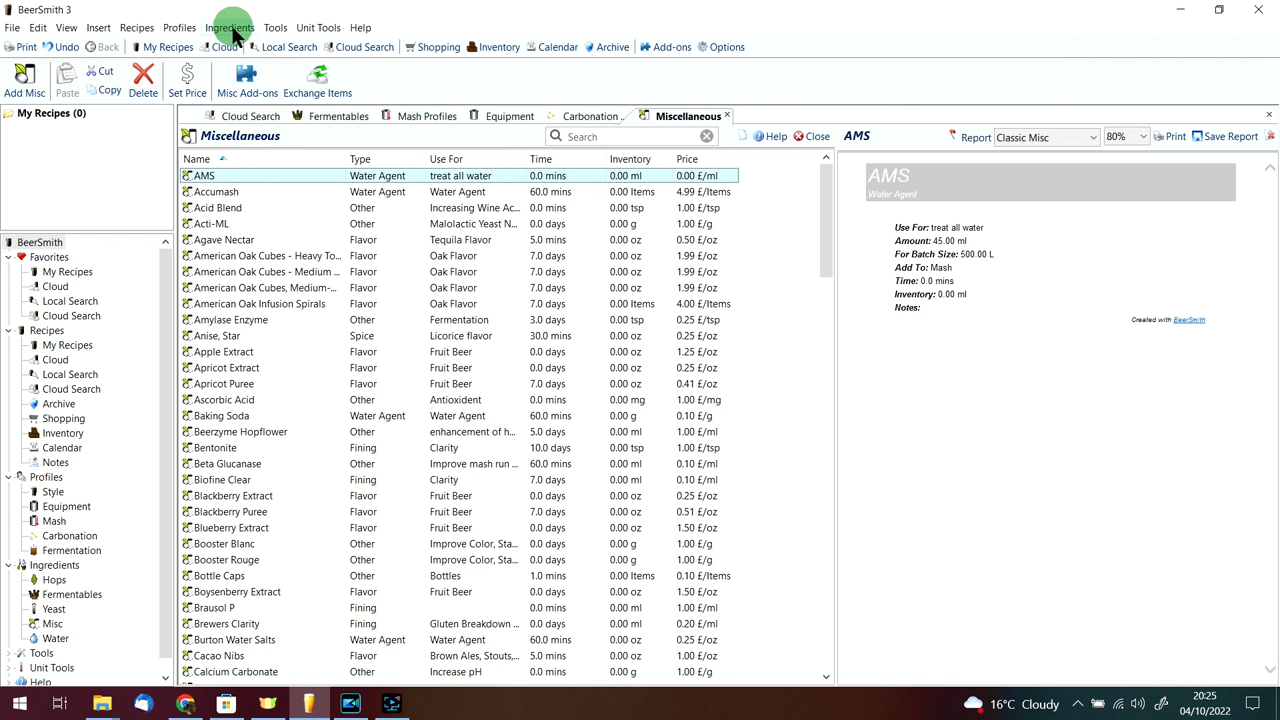 BeerSmith 3
File Edit View Insert Recipes Profiles Ingredients Tools Unit Tools Help
Print Undo Back My Recipes Cloud Local Search Cloud Search Shopping Inventory Calendar Archive Add-ons Options
Add Misc Paste Cut Copy Delete Set Price Misc Add-ons Exchange Items
My Recipes (0)
Cloud Search Fermentables Mash Profiles Equipment Carbonation .. Miscellaneous
Miscellaneous Search Help Close
Name Type Use For Time Inventory Price
AMS Water Agent treat all water 0.0 mins 0.00 ml 0.00 £/ml
Accumash Water Agent Water Agent 60.0 mins 0.00 Items 4.99 £/Items
Acid Blend Other Increasing Wine Ac... 0.0 mins 0.00 tsp 1.00 £/tsp
Acti-ML Other Malolactic Yeast N... 0.0 days 0.00 g 1.00 £/g
Agave Nectar Flavor Tequila Flavor 5.0 mins 0.00 oz 0.50 £/oz
American Oak Cubes - Heavy To... Flavor Oak Flavor 7.0 days 0.00 oz 1.99 £/oz
American Oak Cubes - Medium ... Flavor Oak Flavor 7.0 days 0.00 oz 1.99 £/oz
American Oak Cubes, Medium-... Flavor Oak Flavor 7.0 days 0.00 oz 1.99 £/oz
American Oak Infusion Spirals Flavor Oak Flavor 7.0 days 0.00 Items 4.00 £/Items
Amylase Enzyme Other Fermentation 3.0 days 0.00 tsp 0.25 £/tsp
Anise, Star Spice Licorice flavor 30.0 mins 0.00 oz 0.25 £/oz
Apple Extract Flavor Fruit Beer 0.0 days 0.00 oz 1.25 £/oz
Apricot Extract Flavor Fruit Beer 0.0 days 0.00 oz 1.00 £/oz
Apricot Puree Flavor Fruit Beer 7.0 days 0.00 oz 0.41 £/oz
Ascorbic Acid Other Antioxident 0.0 mins 0.00 mg 1.00 £/mg
Baking Soda Water Agent Water Agent 60.0 mins 0.00 g 0.10 £/g
Beerzyme Hopflower Other enhancement of h... 5.0 days 0.00 ml 1.00 £/ml
Bentonite Fining Clarity 10.0 days 0.00 tsp 1.00 £/tsp
Beta Glucanase Other Improve mash run ... 60.0 mins 0.00 ml 0.10 £/ml
Biofine Clear Fining Clarity 7.0 days 0.00 ml 0.10 £/ml
Blackberry Extract Flavor Fruit Beer 0.0 days 0.00 oz 0.25 £/oz
Blackberry Puree Flavor Fruit Beer 7.0 days 0.00 oz 0.51 £/oz
Blueberry Extract Flavor Fruit Beer 0.0 days 0.00 oz 1.50 £/oz
Booster Blanc Other Improve Color, Sta... 0.0 days 0.00 g 1.00 £/g
Booster Rouge Other Improve Color, Sta... 0.0 days 0.00 g 1.00 £/g
Bottle Caps Other Bottles 1.0 mins 0.00 Items 0.10 £/Items
Boysenberry Extract Flavor Fruit Beer 0.0 days 0.00 oz 1.50 £/oz
Brausol P Fining 0.0 mins 0.00 ml 1.00 £/ml
Brewers Clarity Fining Gluten Breakdown ... 0.0 mins 0.00 ml 0.20 £/ml
Burton Water Salts Water Agent Water Agent 60.0 mins 0.00 oz 0.25 £/oz
Cacao Nibs Flavor Brown Ales, Stouts,... 5.0 mins 0.00 oz 1.00 £/oz
Calcium Carbonate Water Agent Increase pH 60.0 mins 0.00 g 1.00 £/g
AMS Report Classic Misc 80% Print Save Report
AMS
Water Agent
Use For: treat all water
Amount: 45.00 ml
For Batch Size: 500.00 L
Add To: Mash
Time: 0.0 mins
Inventory: 0.00 ml
Notes:
Created with BeerSmith
BeerSmith
Favorites
My Recipes
Cloud
Local Search
Cloud Search
Recipes
My Recipes
Cloud
Local Search
Cloud Search
Archive
Shopping
Inventory
Calendar
Notes
Profiles
Style
Equipment
Mash
Carbonation
Fermentation
Ingredients
Hops
Fermentables
Yeast
Misc
Water
Tools
Unit Tools
Help
16°C Cloudy
20:25
04/10/2022